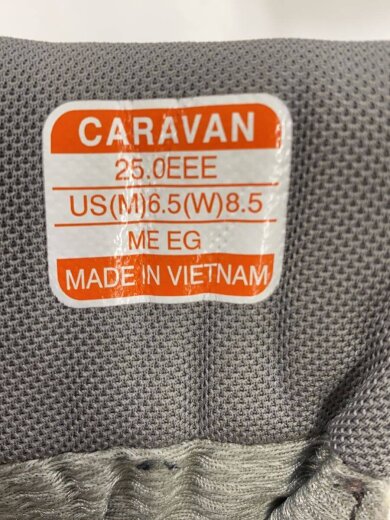 CARAVAN
25.0EEE
US(M)6.5(W)8.5
ME EG
MADE IN VIETNAM